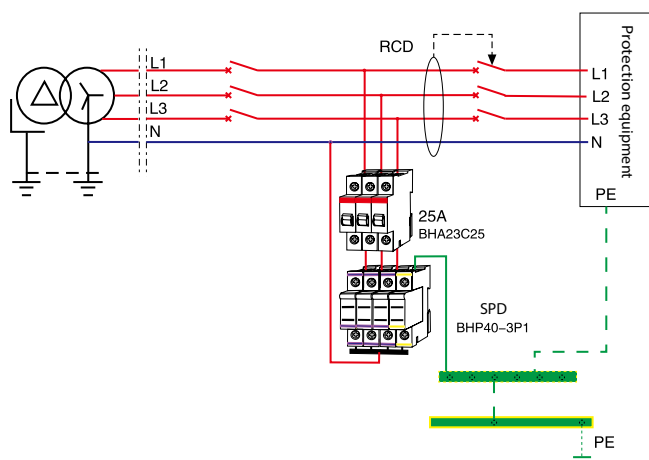 RCD
L1
L2
L3
N
Protection equipment
L1
L2
L3
N
PE
25A
BHA23C25
SPD
BHP40-3P1
PE